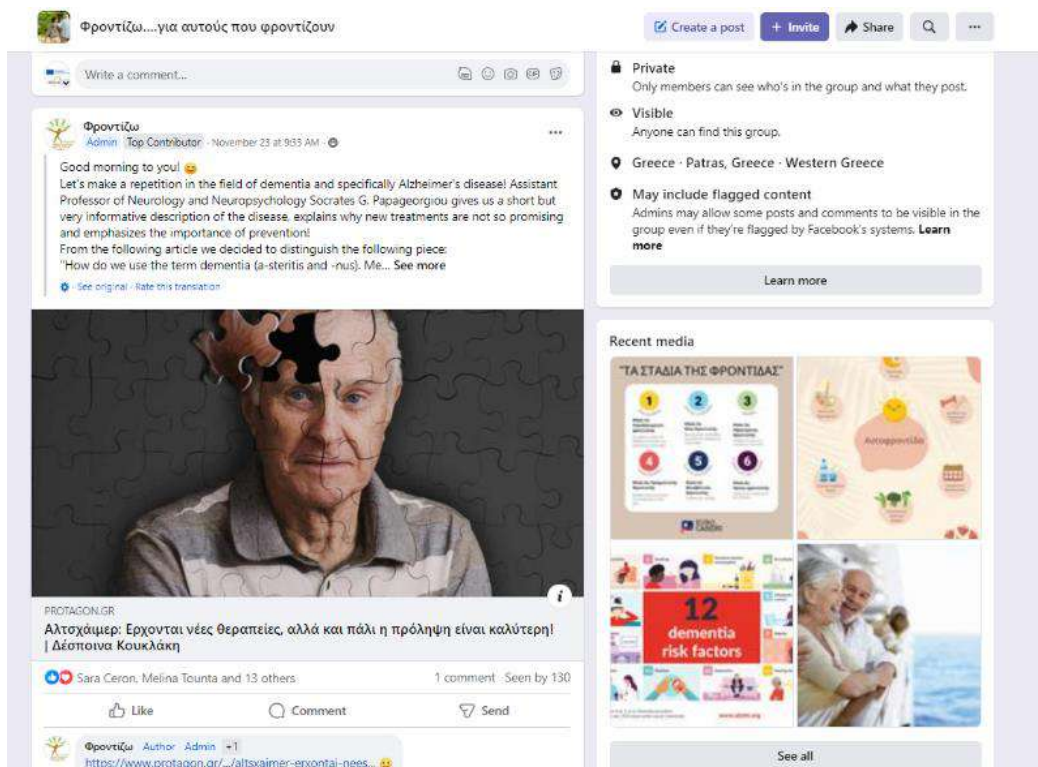 Φροντίζω....για αυτούς που φροντίζουν
Create a post
+ Invite
Share
Write a comment...
GIF
Φροντίζω
Admin Top Contributor · November 23 at 9:33 AM ·
Good morning to you!
Let's make a repetition in the field of dementia and specifically Alzheimer's disease! Assistant
Professor of Neurology and Neuropsychology Socrates G. Papageorgiou gives us a short but
very informative description of the disease, explains why new treatments are not so promising
and emphasizes the importance of prevention!
From the following article we decided to distinguish the following piece:
"How do we use the term dementia (a-steritis and -nus). Me... See more
· See original · Rate this translation
PROTAGON.GR
Αλτσχάιμερ: Ερχονται νέες θεραπείες, αλλά και πάλι η πρόληψη είναι καλύτερη!
| Δέσποινα Κουκλάκη
Sara Ceron, Melina Tounta and 13 others
1 comment Seen by 130
Like
Comment
Send
Φροντίζω Author Admin +1
https://www.protagon.gr/.../altsxaimer-erxontai-nees...
Private
Only members can see who's in the group and what they post.
Visible
Anyone can find this group.
Greece · Patras, Greece · Western Greece
May include flagged content
Admins may allow some posts and comments to be visible in the
group even if they're flagged by Facebook's systems. Learn
more
Learn more
Recent media
"ΤΑ ΣΤΑΔΙΑ ΤΗΣ ΦΡΟΝΤΙΔΑΣ"
1 2 3
4 5 6
Αυτοφροντίδα
12
dementia
risk factors
See all